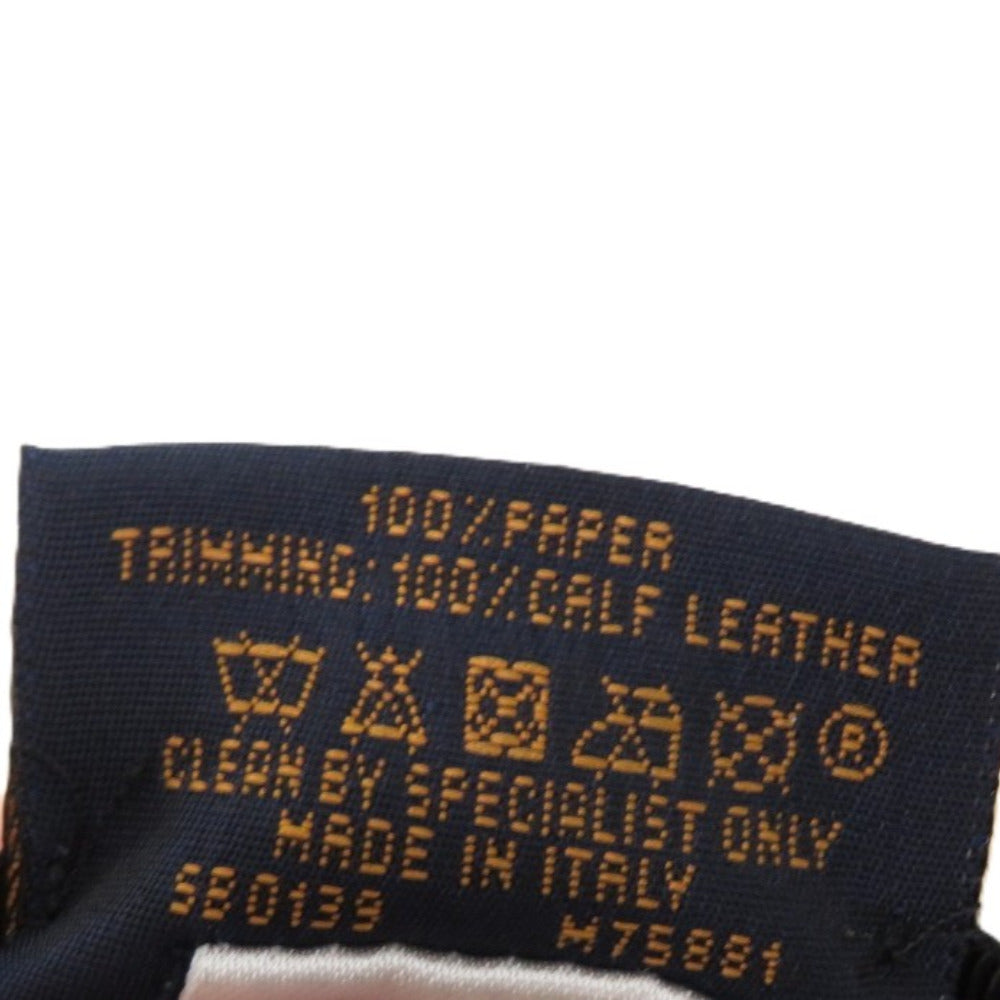 100%PAPER
TRIMMING:100%CALF LEATHER
®
CLEAN BY SPECIALIST ONLY
MADE IN ITALY
SB0139 M75881